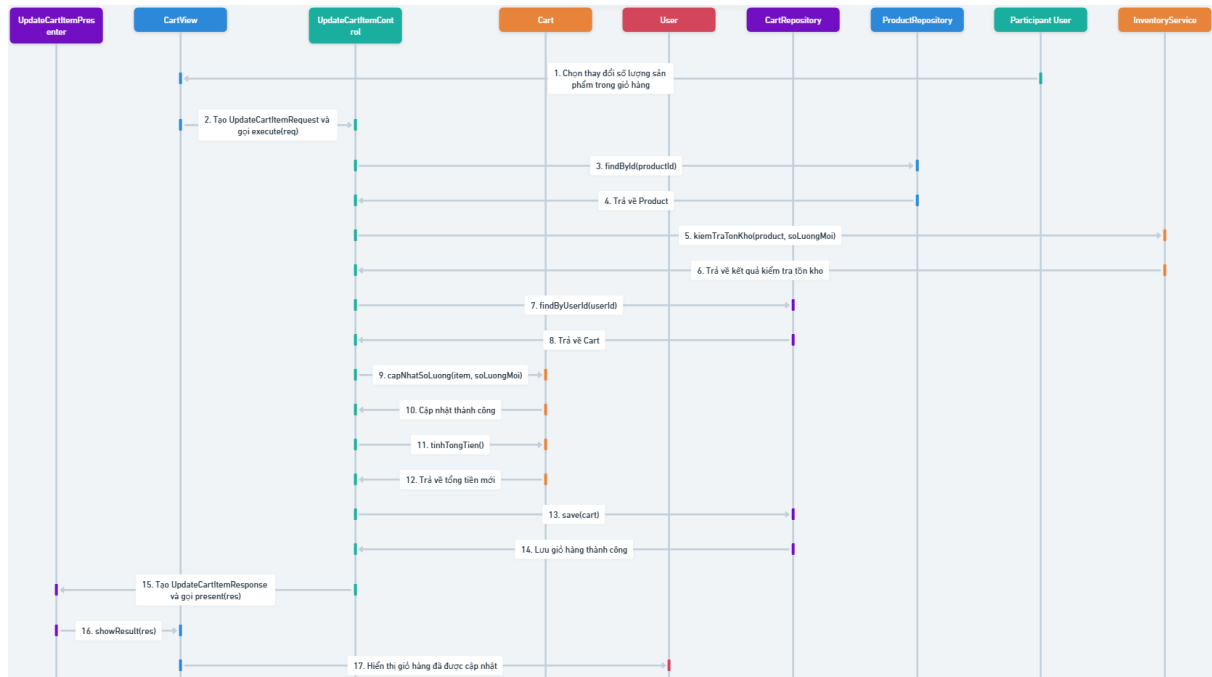 UpdateCartItemPres
enter
CartView
UpdateCartItemCont
rol
Cart
User
CartRepository
ProductRepository
Participant User
InventoryService
1. Chọn thay đổi số lượng sản
phẩm trong giỏ hàng
2. Tạo UpdateCartItemRequest và
gọi execute(req)
3. findById(productId)
4. Trả về Product
5. kiemTraTonKho(product, soLuongMoi)
6. Trả về kết quả kiểm tra tồn kho
7. findByUserId(userId)
8. Trả về Cart
9. capNhatSoLuong(item, soLuongMoi)
10. Cập nhật thành công
11. tinhTongTien()
12. Trả về tổng tiền mới
13. save(cart)
14. Lưu giỏ hàng thành công
15. Tạo UpdateCartItemResponse
và gọi present(res)
16. showResult(res)
17. Hiển thị giỏ hàng đã được cập nhật